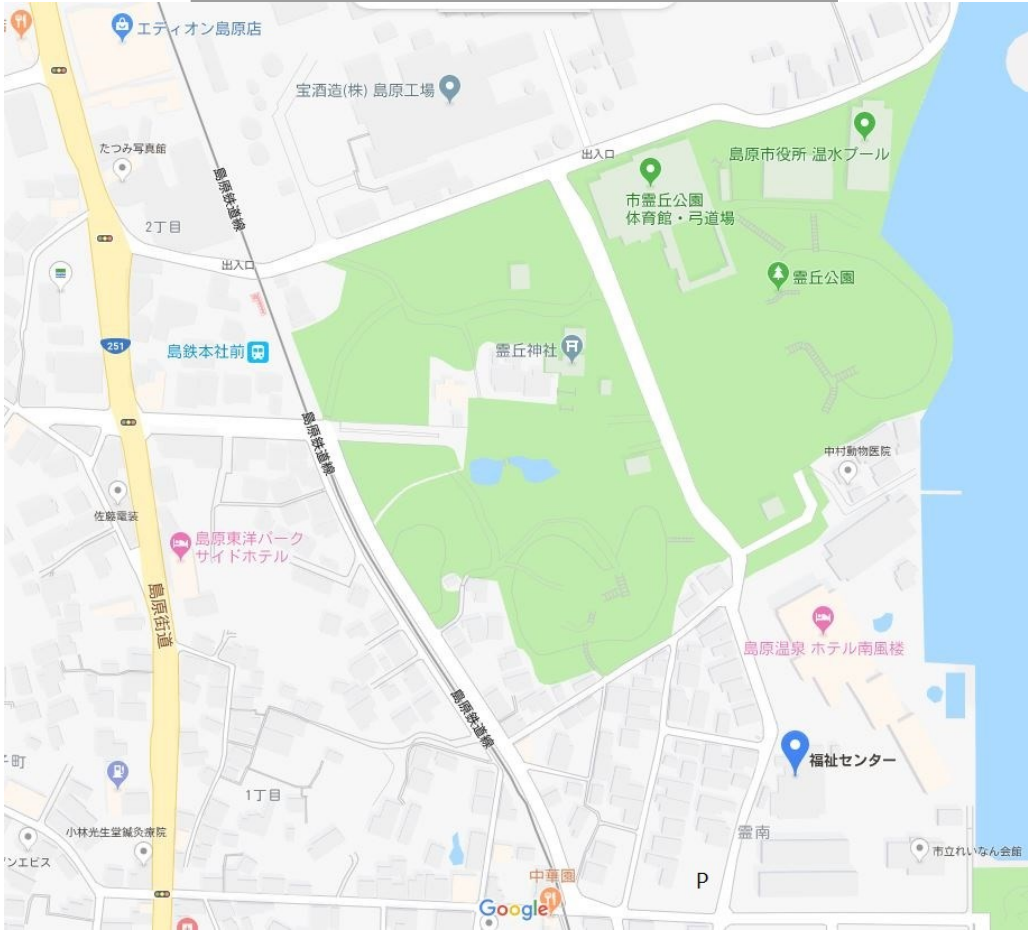 エディオン島原店
宝酒造(株) 島原工場
たつみ写真館
島原鉄道線
出入口
島原市役所 温水プール
市霊丘公園
体育館・弓道場
2丁目
出入口
霊丘公園
251
島鉄本社前
霊丘神社
島原鉄道線
中村動物医院
佐藤電装
島原東洋パーク
サイドホテル
島原街道
島原温泉 ホテル南風楼
島原鉄道線
福祉センター
町
1丁目
小林光生堂鍼灸療院
霊南
市立れいなん会館
ンエビス
中華園
P
Google